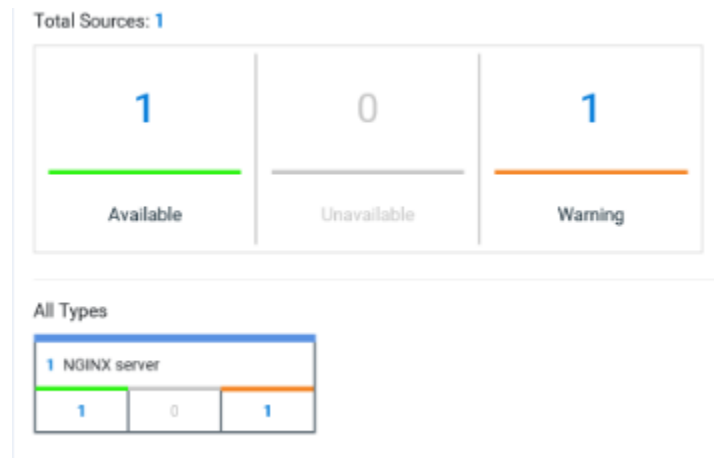 Total Sources: 1
1 0 1
Available Unavailable Warning
All Types
1 NGINX server
1 0 1